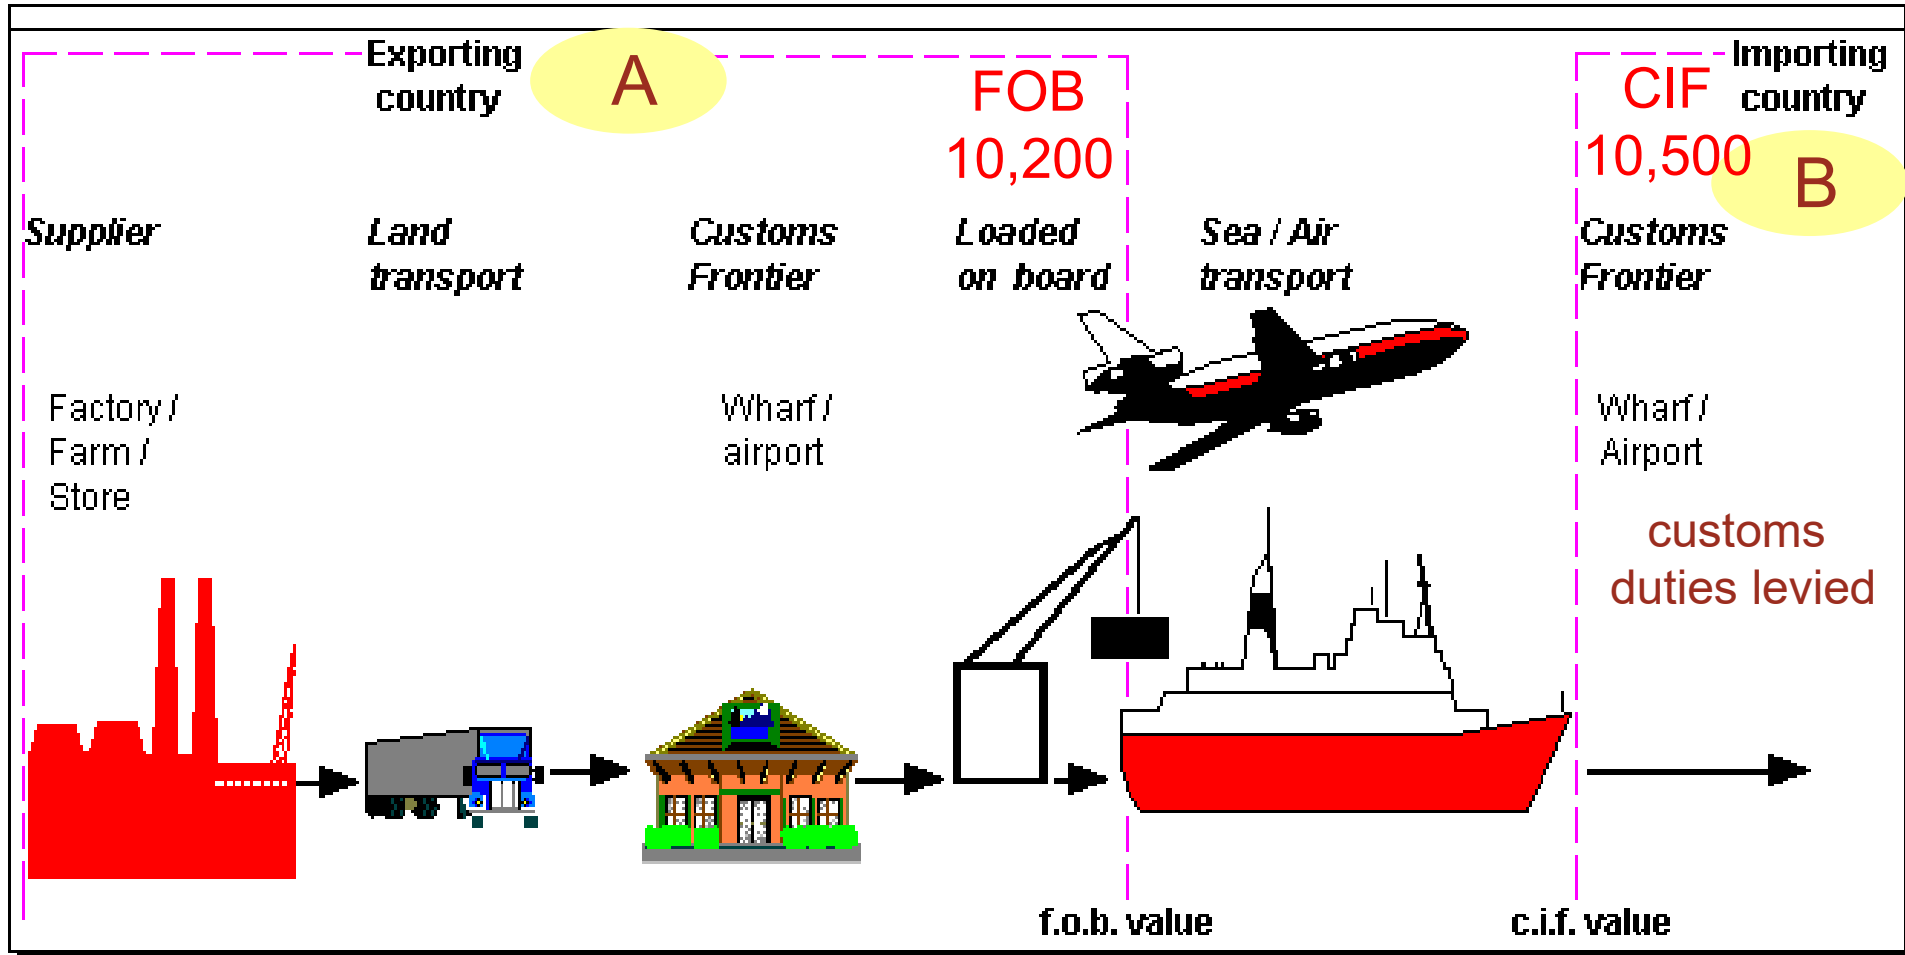 Exporting
country
A
FOB
10,200
CIF
10,500
Importing
country
B
Supplier
Land
transport
Customs
Frontier
Loaded
on board
Sea / Air
transport
Customs
Frontier
Factory /
Farm /
Store
Wharf /
airport
Wharf /
Airport
customs
duties levied
f.o.b. value
c.i.f. value